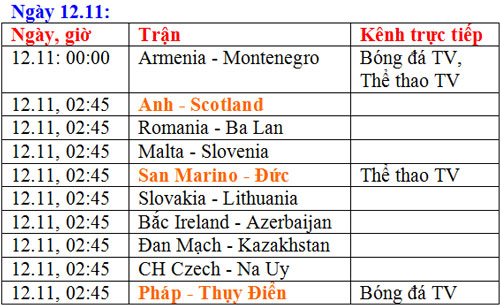 Ngày 12.11:
Ngày, giờ Trận Kênh trực tiếp
12.11: 00:00 Armenia - Montenegro Bóng đá TV,
Thể thao TV
12.11, 02:45 Anh - Scotland
12.11, 02:45 Romania - Ba Lan
12.11, 02:45 Malta - Slovenia
12.11, 02:45 San Marino - Đức Thể thao TV
12.11, 02:45 Slovakia - Lithuania
12.11, 02:45 Bắc Ireland - Azerbaijan
12.11, 02:45 Đan Mạch - Kazakhstan
12.11, 02:45 CH Czech - Na Uy
12.11, 02:45 Pháp - Thụy Điển Bóng đá TV